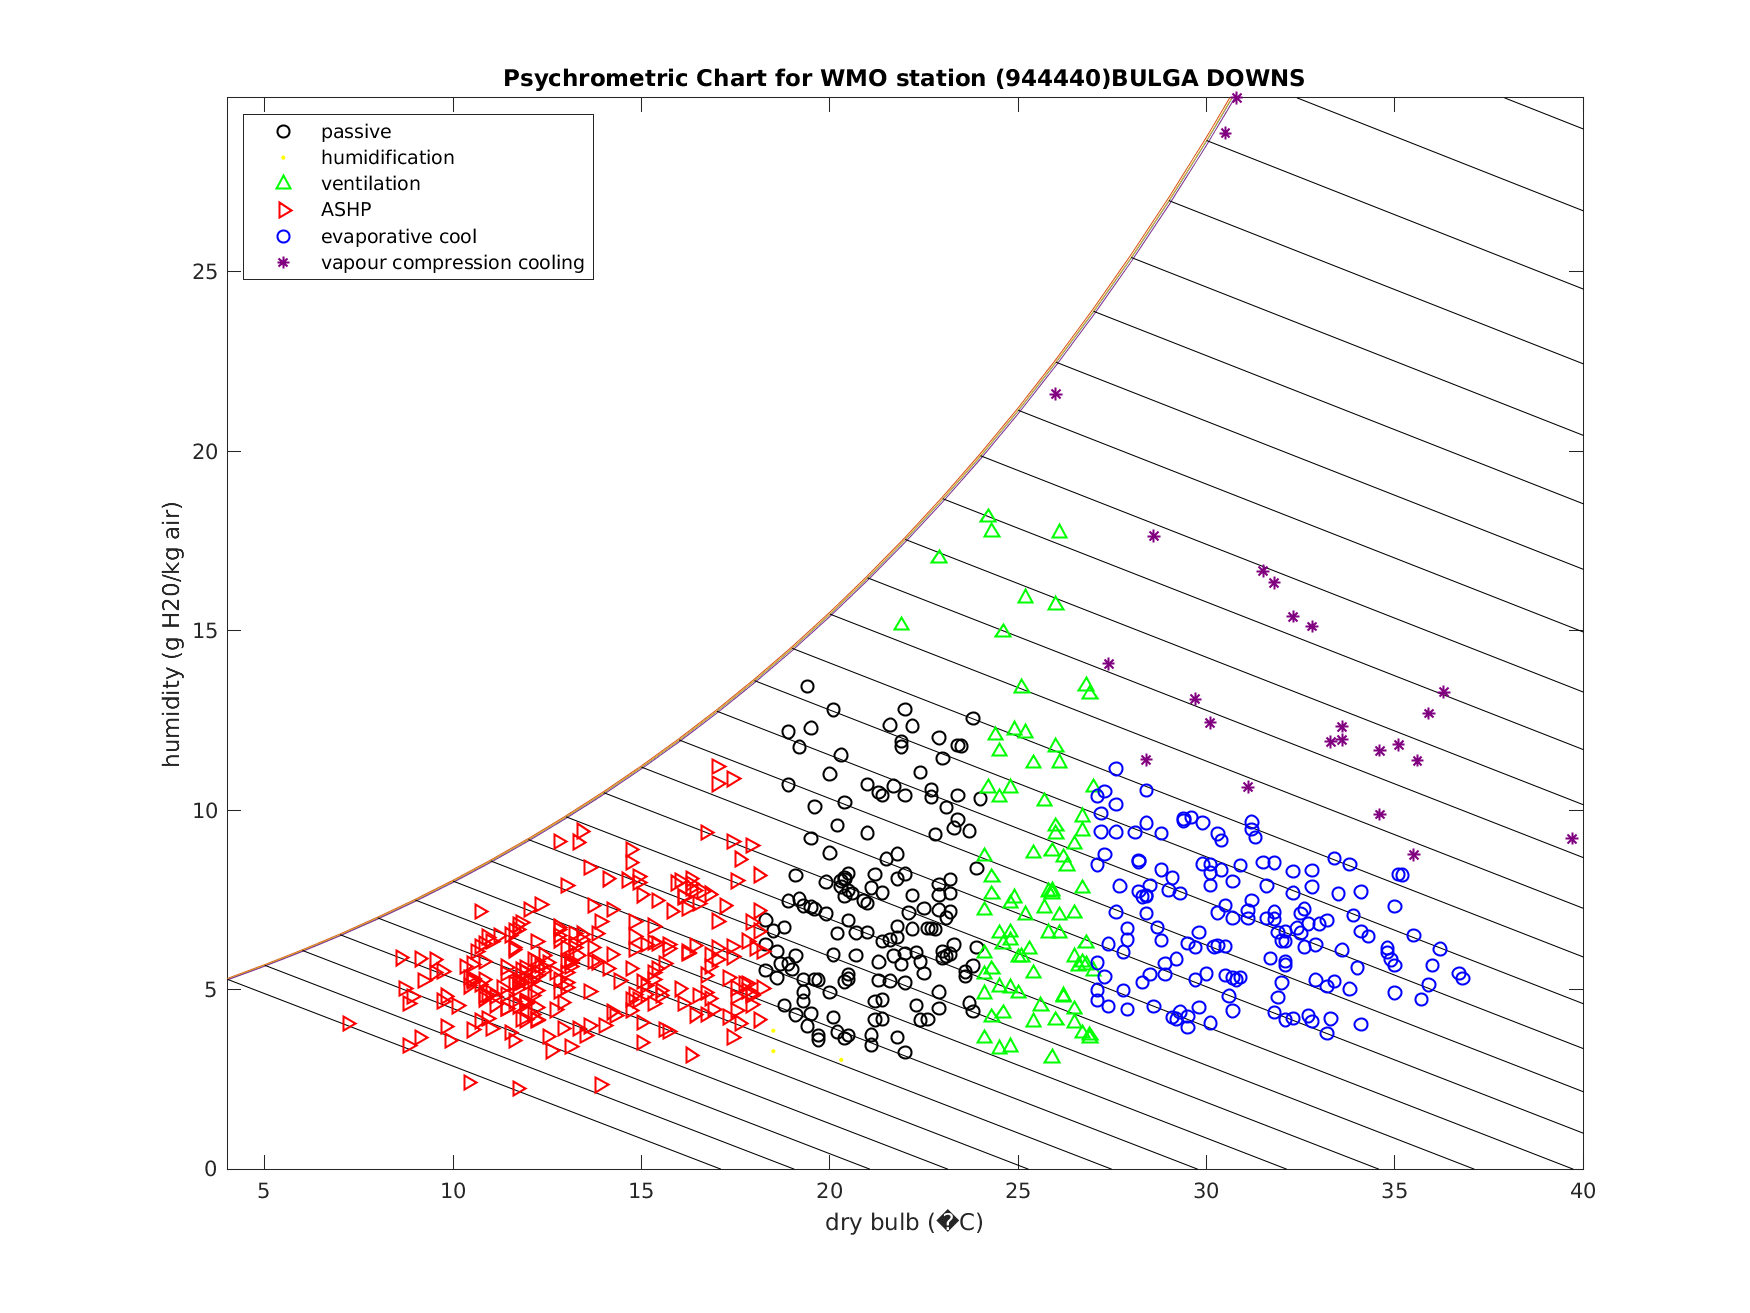 Psychrometric Chart for WMO station (944440)BULGA DOWNS
passive
humidification
ventilation
ASHP
evaporative cool
vapour compression cooling
humidity (g H20/kg air)
25
20
15
10
5
0
5 10 15 20 25 30 35 40
dry bulb (�C)